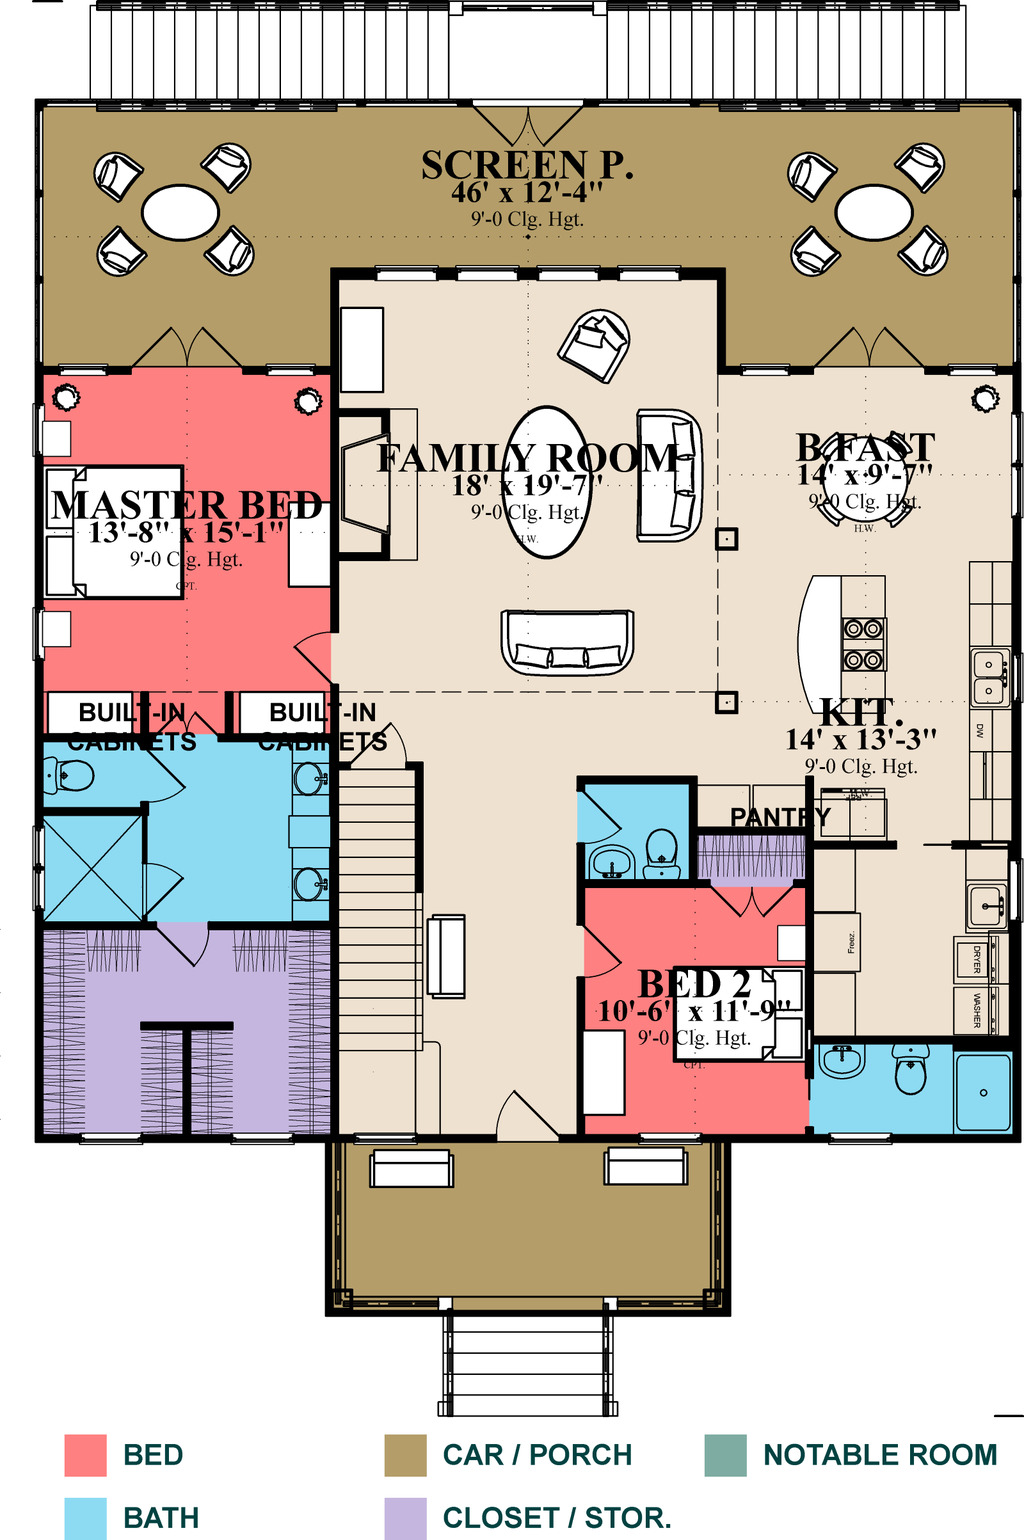 SCREEN P.
46' x 12'-4"
9'-0 Clg. Hgt.
FAMILY ROOM
18' x 19'-7"
9'-0 Clg. Hgt.
H.W.
B.FAST
14' x 9'-7"
9'-0 Clg. Hgt.
H.W.
MASTER BED
13'-8" x 15'-1"
9'-0 Clg. Hgt.
CPT.
BUILT-IN
CABINETS
BUILT-IN
CABINETS
KIT.
14' x 13'-3"
9'-0 Clg. Hgt.
DW
PANTRY
Freez.
DRYER
WASHER
BED 2
10'-6" x 11'-9"
9'-0 Clg. Hgt.
CPT.
BED
CAR / PORCH
NOTABLE ROOM
BATH
CLOSET / STOR.